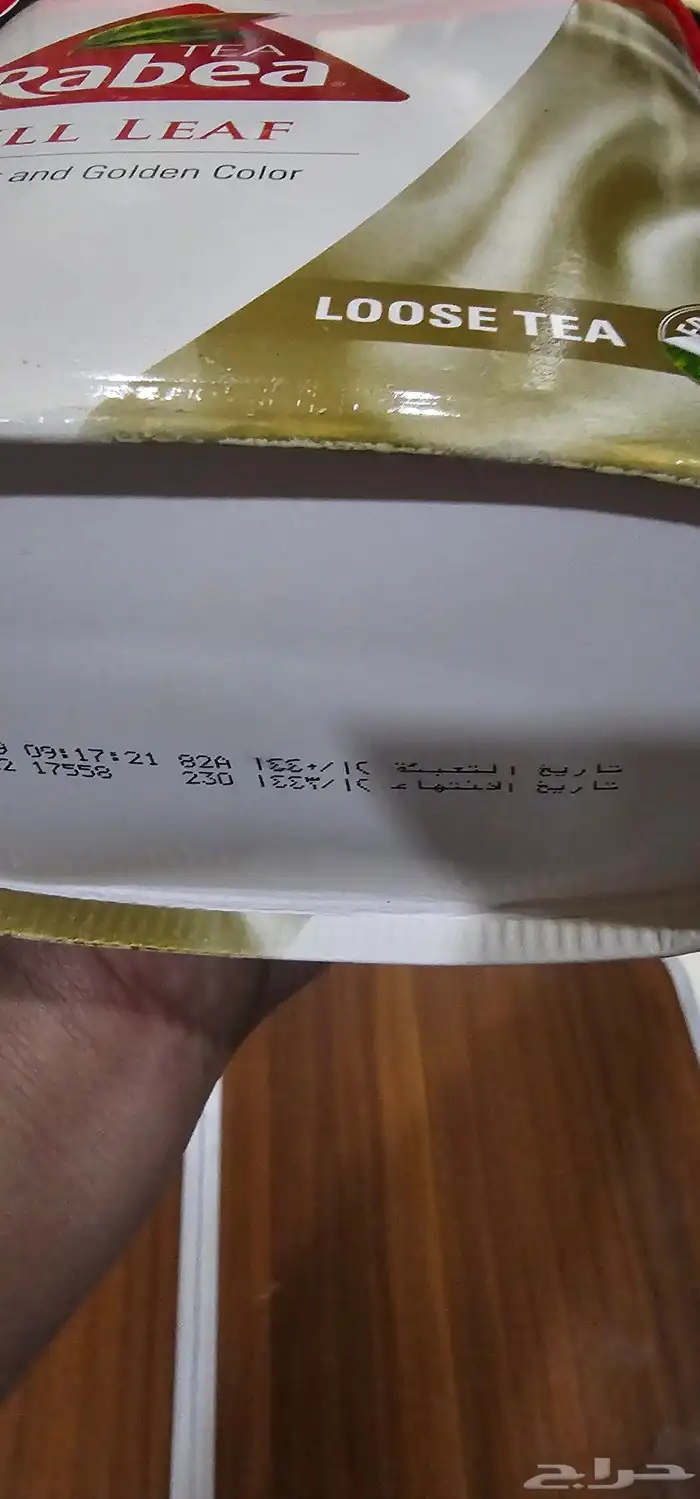 TEA
Rabea
LL LEAF
and Golden Color
LOOSE TEA
09:17:21 82A ١٤٤٠/١٢ تاريخ التعبئة
17558 230 ١٤٤٣/١٢ تاريخ الانتهاء
حراج